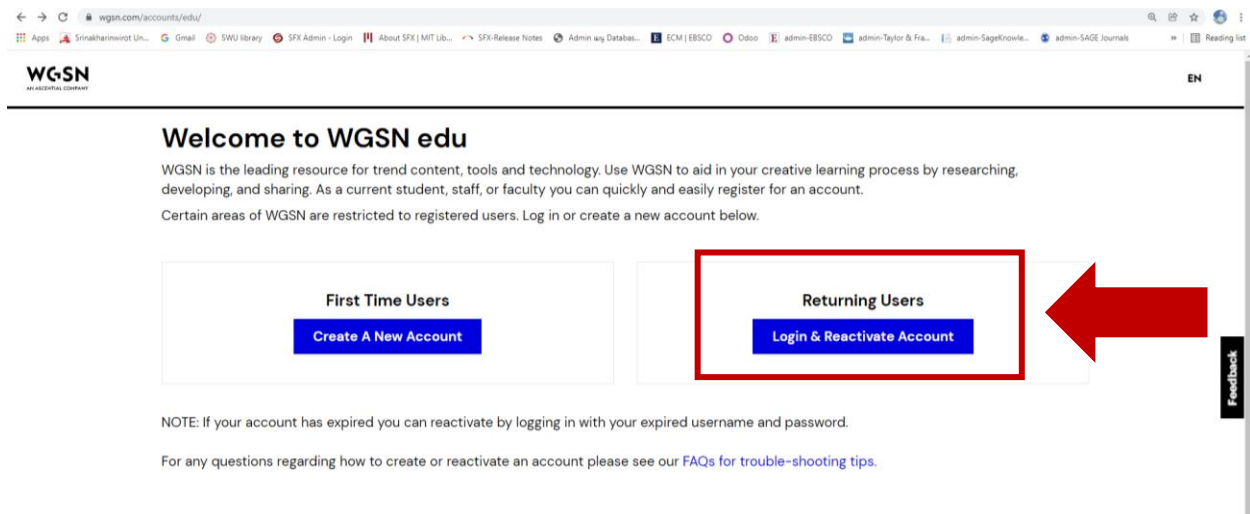 wgsn.com/accounts/edu/
Apps Srinakharinwirot Un... Gmail SWU library SFX Admin - Login About SFX | MIT Lib... SFX-Release Notes Admin เมนู Databas... ECM | EBSCO Odoo admin-EBSCO admin-Taylor & Fra... admin-SageKnowle... admin-SAGE Journals » Reading list
WGSN
AN ASCENTIAL COMPANY
EN
Welcome to WGSN edu
WGSN is the leading resource for trend content, tools and technology. Use WGSN to aid in your creative learning process by researching,
developing, and sharing. As a current student, staff, or faculty you can quickly and easily register for an account.
Certain areas of WGSN are restricted to registered users. Log in or create a new account below.
First Time Users
Create A New Account
Returning Users
Login & Reactivate Account
Feedback
NOTE: If your account has expired you can reactivate by logging in with your expired username and password.
For any questions regarding how to create or reactivate an account please see our FAQs for trouble-shooting tips.